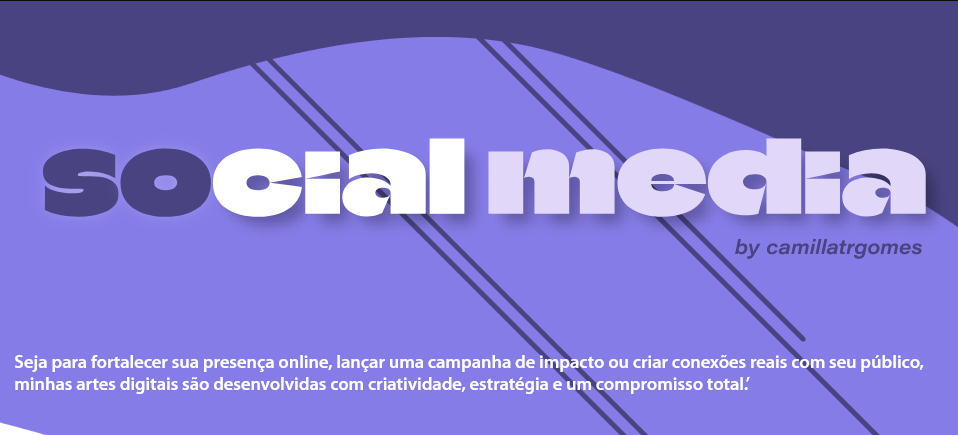 social media
by camillatrgomes
Seja para fortalecer sua presença online, lançar uma campanha de impacto ou criar conexões reais com seu público,
minhas artes digitais são desenvolvidas com criatividade, estratégia e um compromisso total.’